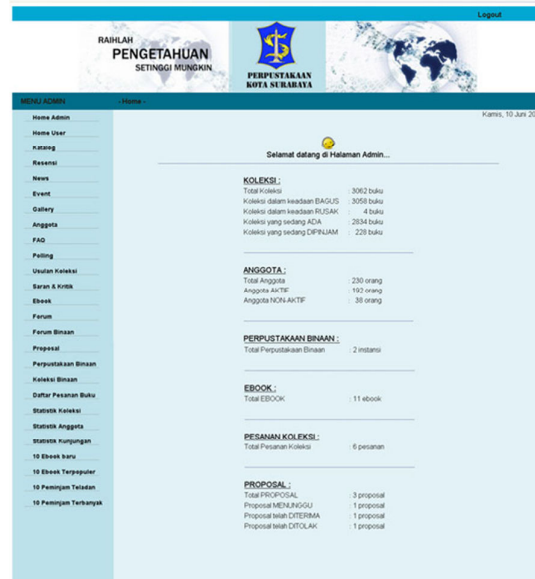 Logout
RAIHLAH
PENGETAHUAN
SETINGGI MUNGKIN
PERPUSTAKAAN
KOTA SURABAYA
MENU ADMIN
- Home -
Kamis, 10 Juni 20
Home Admin
Home User
Katalog
Resensi
News
Event
Gallery
Anggota
FAQ
Polling
Usulan Koleksi
Saran & Kritik
Ebook
Forum
Forum Binaan
Proposal
Perpustakaan Binaan
Koleksi Binaan
Daftar Pesanan Buku
Statistik Koleksi
Statistik Anggota
Statistik Kunjungan
10 Ebook baru
10 Ebook Terpopuler
10 Peminjam Teladan
10 Peminjam Terbanyak
Selamat datang di Halaman Admin...
KOLEKSI :
Total Koleksi : 3062 buku
Koleksi dalam keadaan BAGUS : 3058 buku
Koleksi dalam keadaan RUSAK : 4 buku
Koleksi yang sedang ADA : 2834 buku
Koleksi yang sedang DIPINJAM : 228 buku
ANGGOTA :
Total Anggota : 230 orang
Anggota AKTIF : 192 orang
Anggota NON-AKTIF : 38 orang
PERPUSTAKAAN BINAAN :
Total Perpustakaan Binaan : 2 instansi
EBOOK :
Total EBOOK : 11 ebook
PESANAN KOLEKSI :
Total Pesanan Koleksi : 6 pesanan
PROPOSAL :
Total PROPOSAL : 3 proposal
Proposal MENUNGGU : 1 proposal
Proposal telah DITERIMA : 1 proposal
Proposal telah DITOLAK : 1 proposal